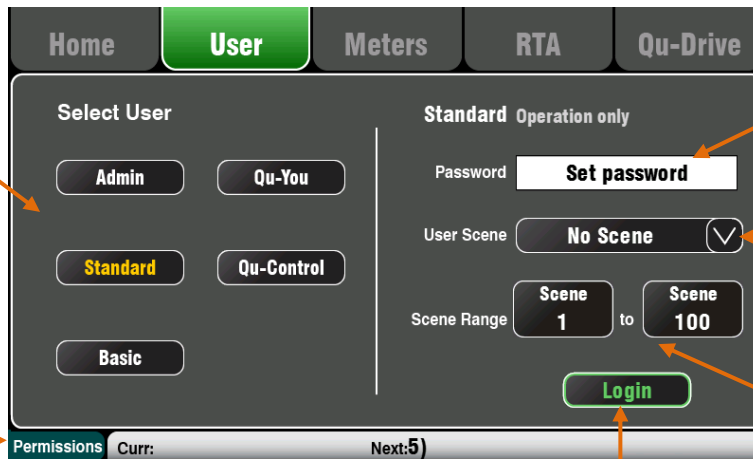 Home User Meters RTA Qu-Drive
Select User
Admin Qu-You
Standard Qu-Control
Basic
Standard Operation only
Password Set password
User Scene No Scene
Scene Range Scene 1 to Scene 100
Login
Permissions Curr: Next:5)